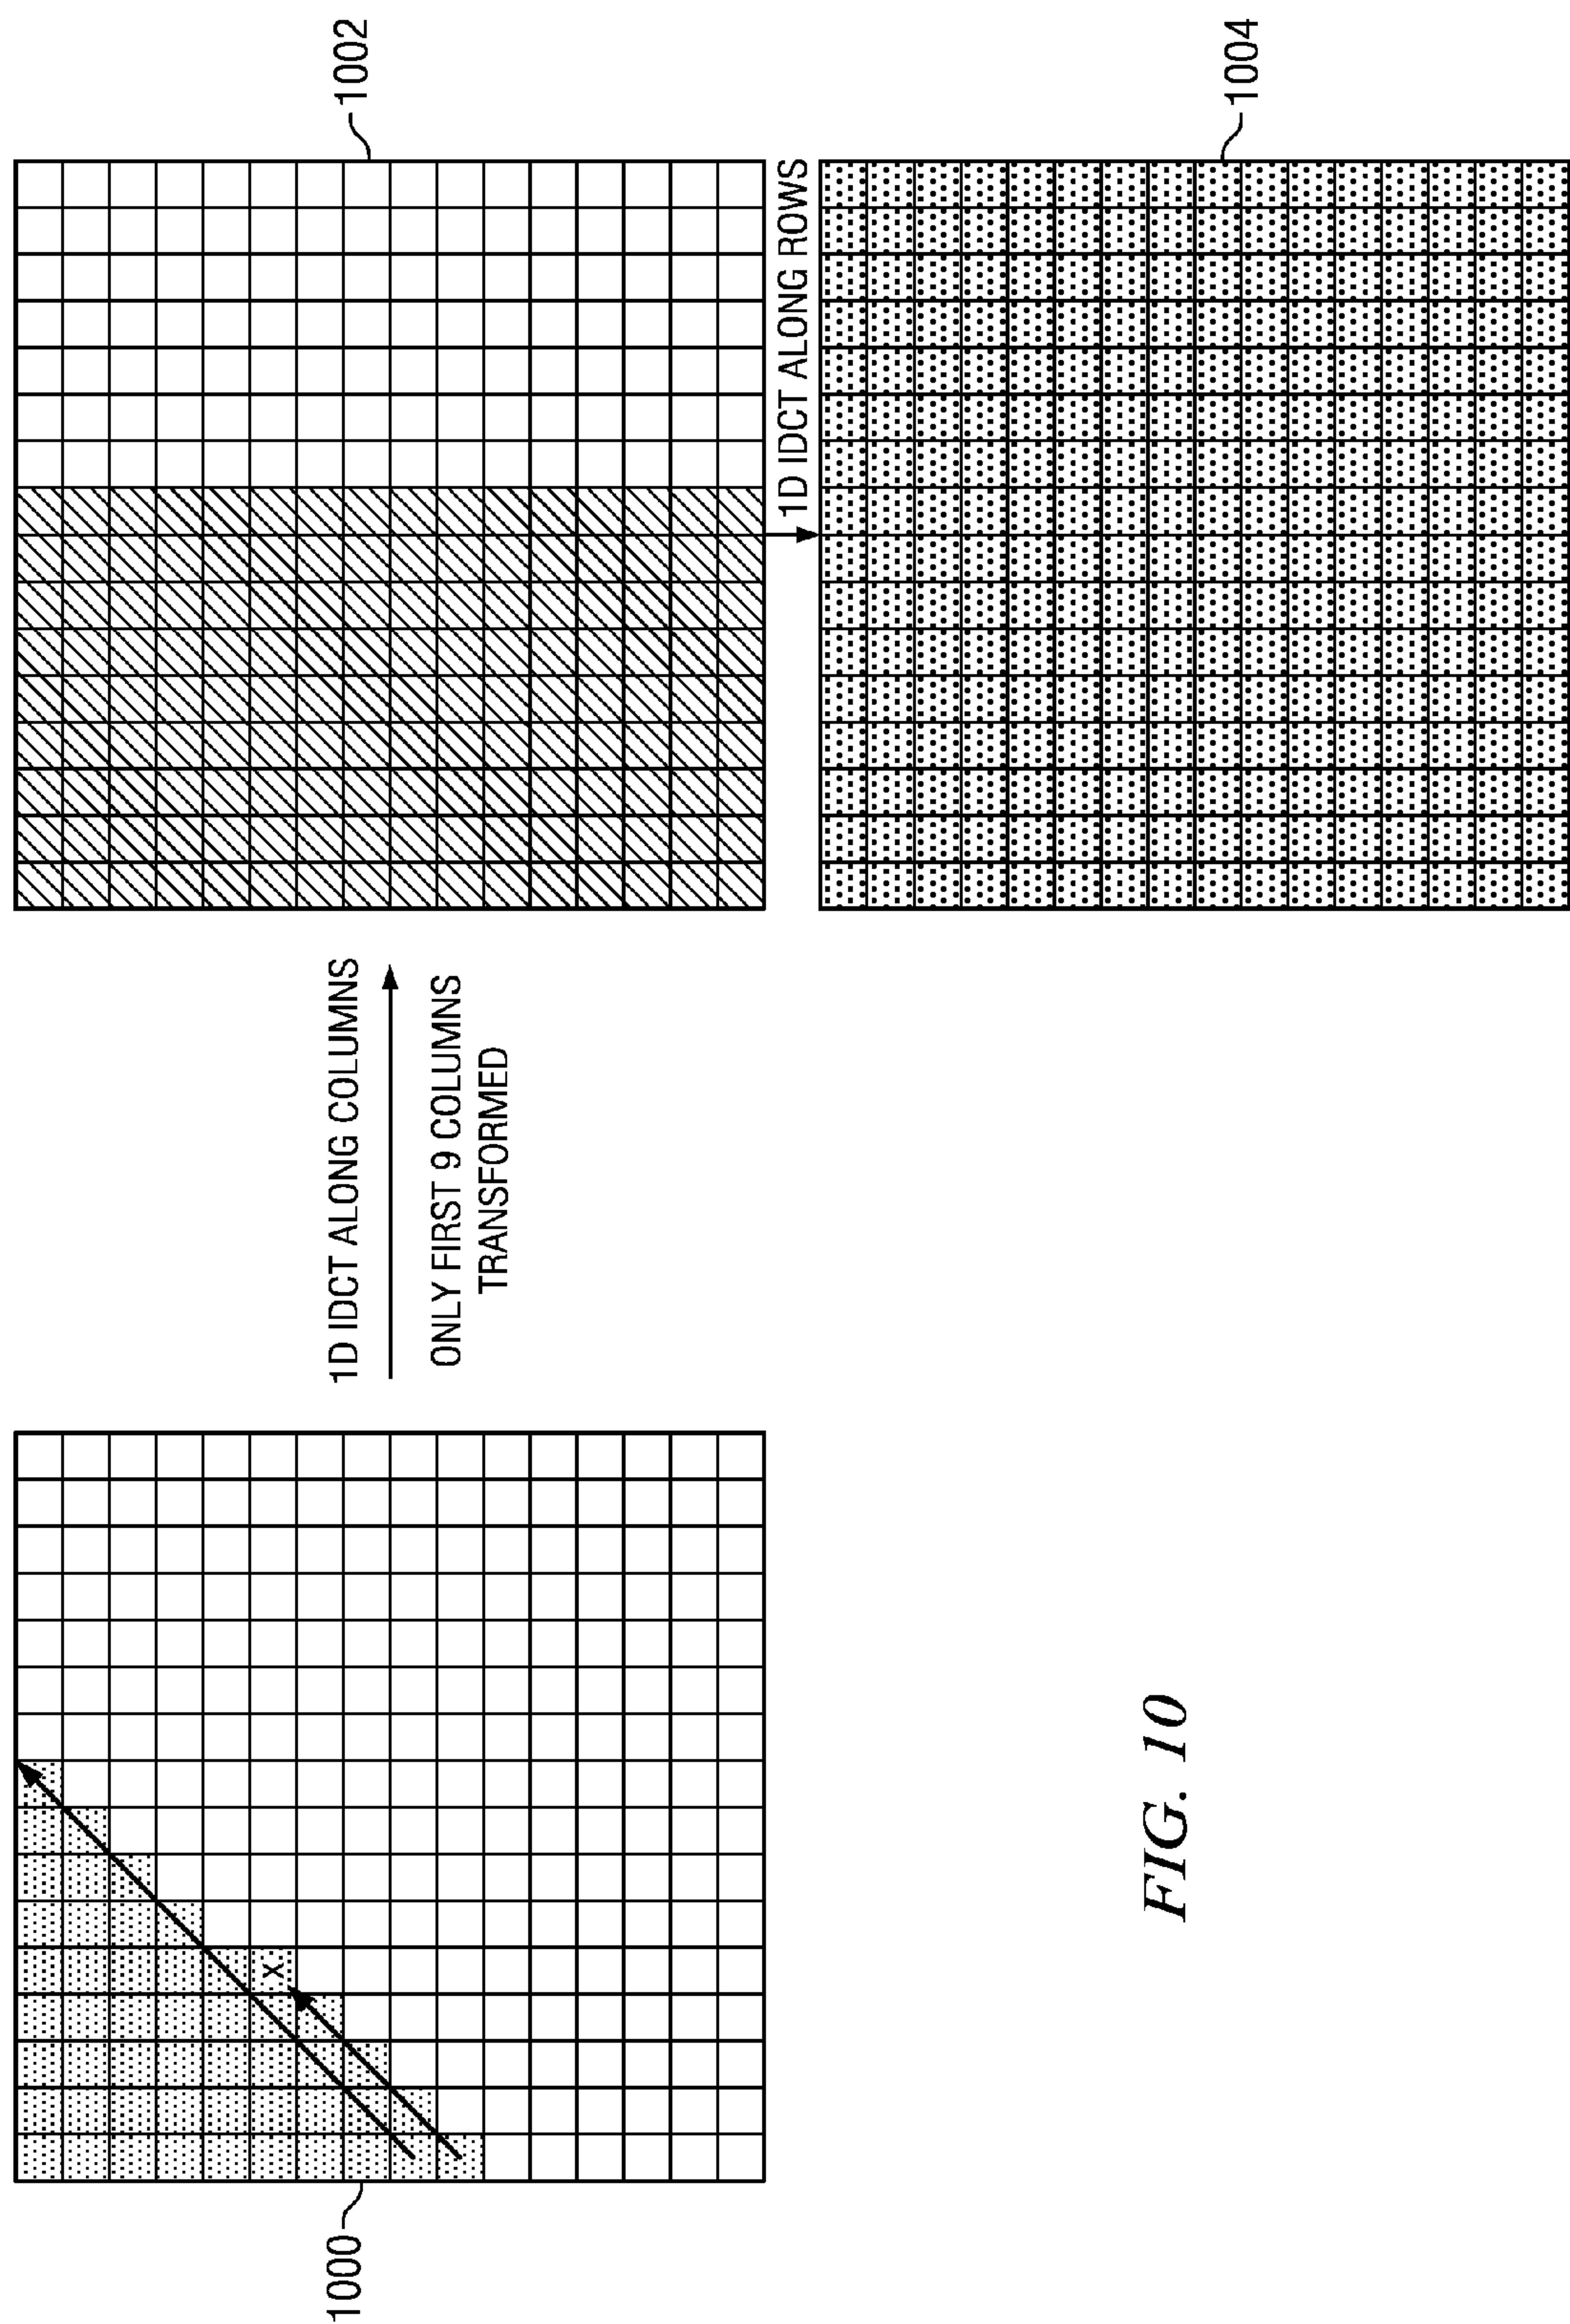 1000
X
1D IDCT ALONG COLUMNS
ONLY FIRST 9 COLUMNS
TRANSFORMED
1002
1D IDCT ALONG ROWS
1004
FIG. 10